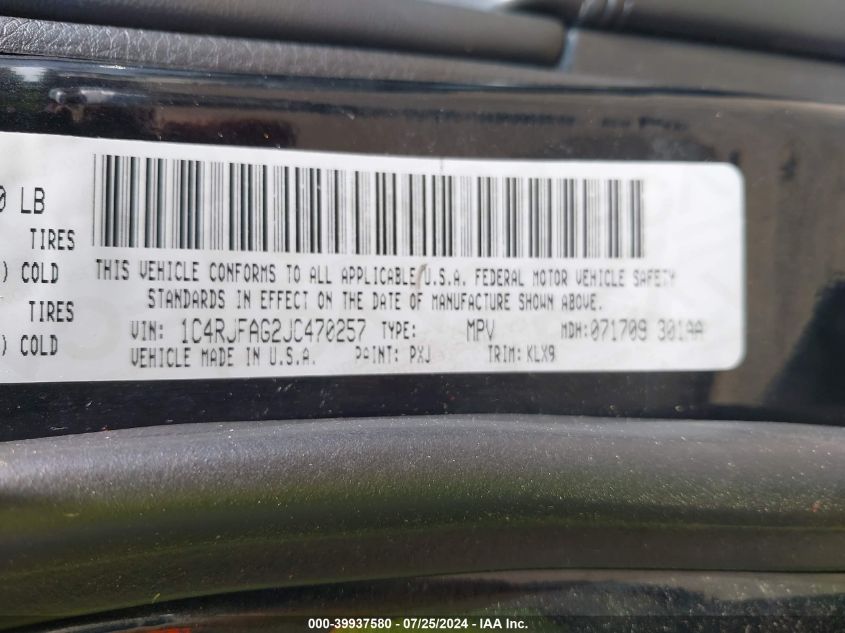 0 LB
TIRES
) COLD
TIRES
) COLD
THIS VEHICLE CONFORMS TO ALL APPLICABLE U.S.A. FEDERAL MOTOR VEHICLE SAFETY
STANDARDS IN EFFECT ON THE DATE OF MANUFACTURE SHOWN ABOVE.
VIN: 1C4RJFAG2JC470257 TYPE: MPV MDH:071709 301AA
VEHICLE MADE IN U.S.A. PAINT: PXJ TRIM: KLX9
000-39937580 - 07/25/2024 - IAA Inc.